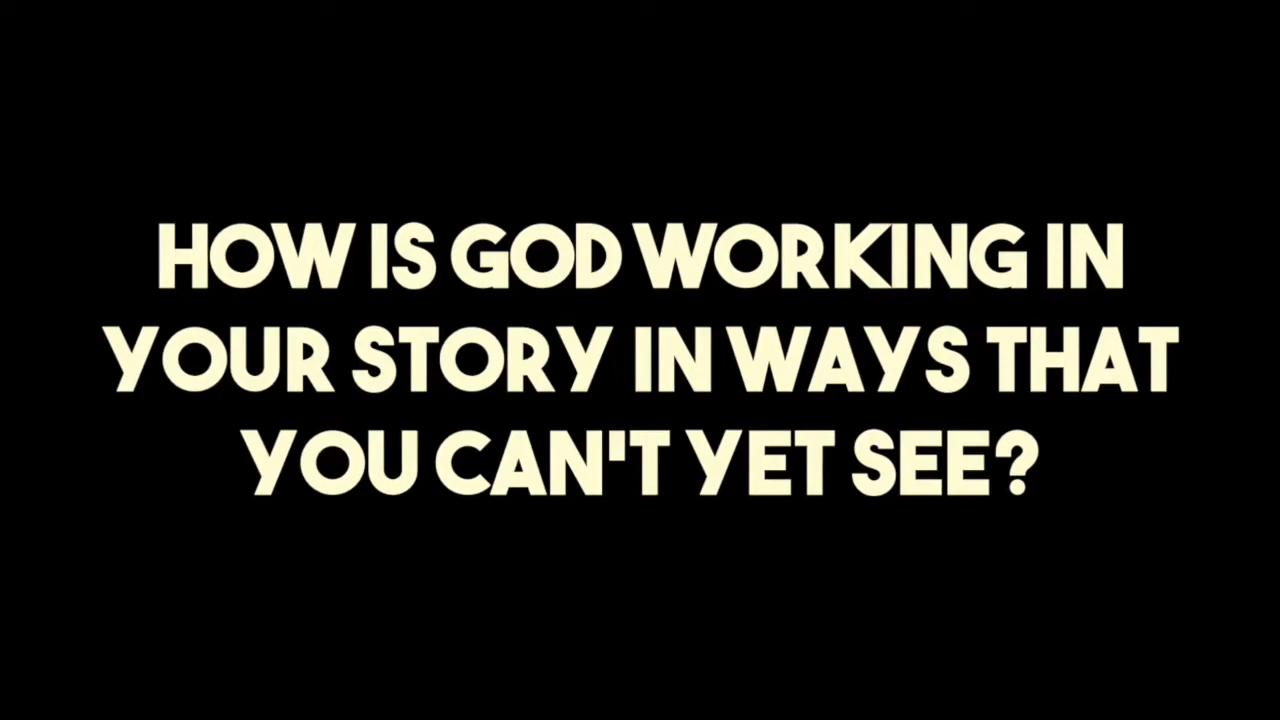 HOW IS GOD WORKING IN
YOUR STORY IN WAYS THAT
YOU CAN'T YET SEE?